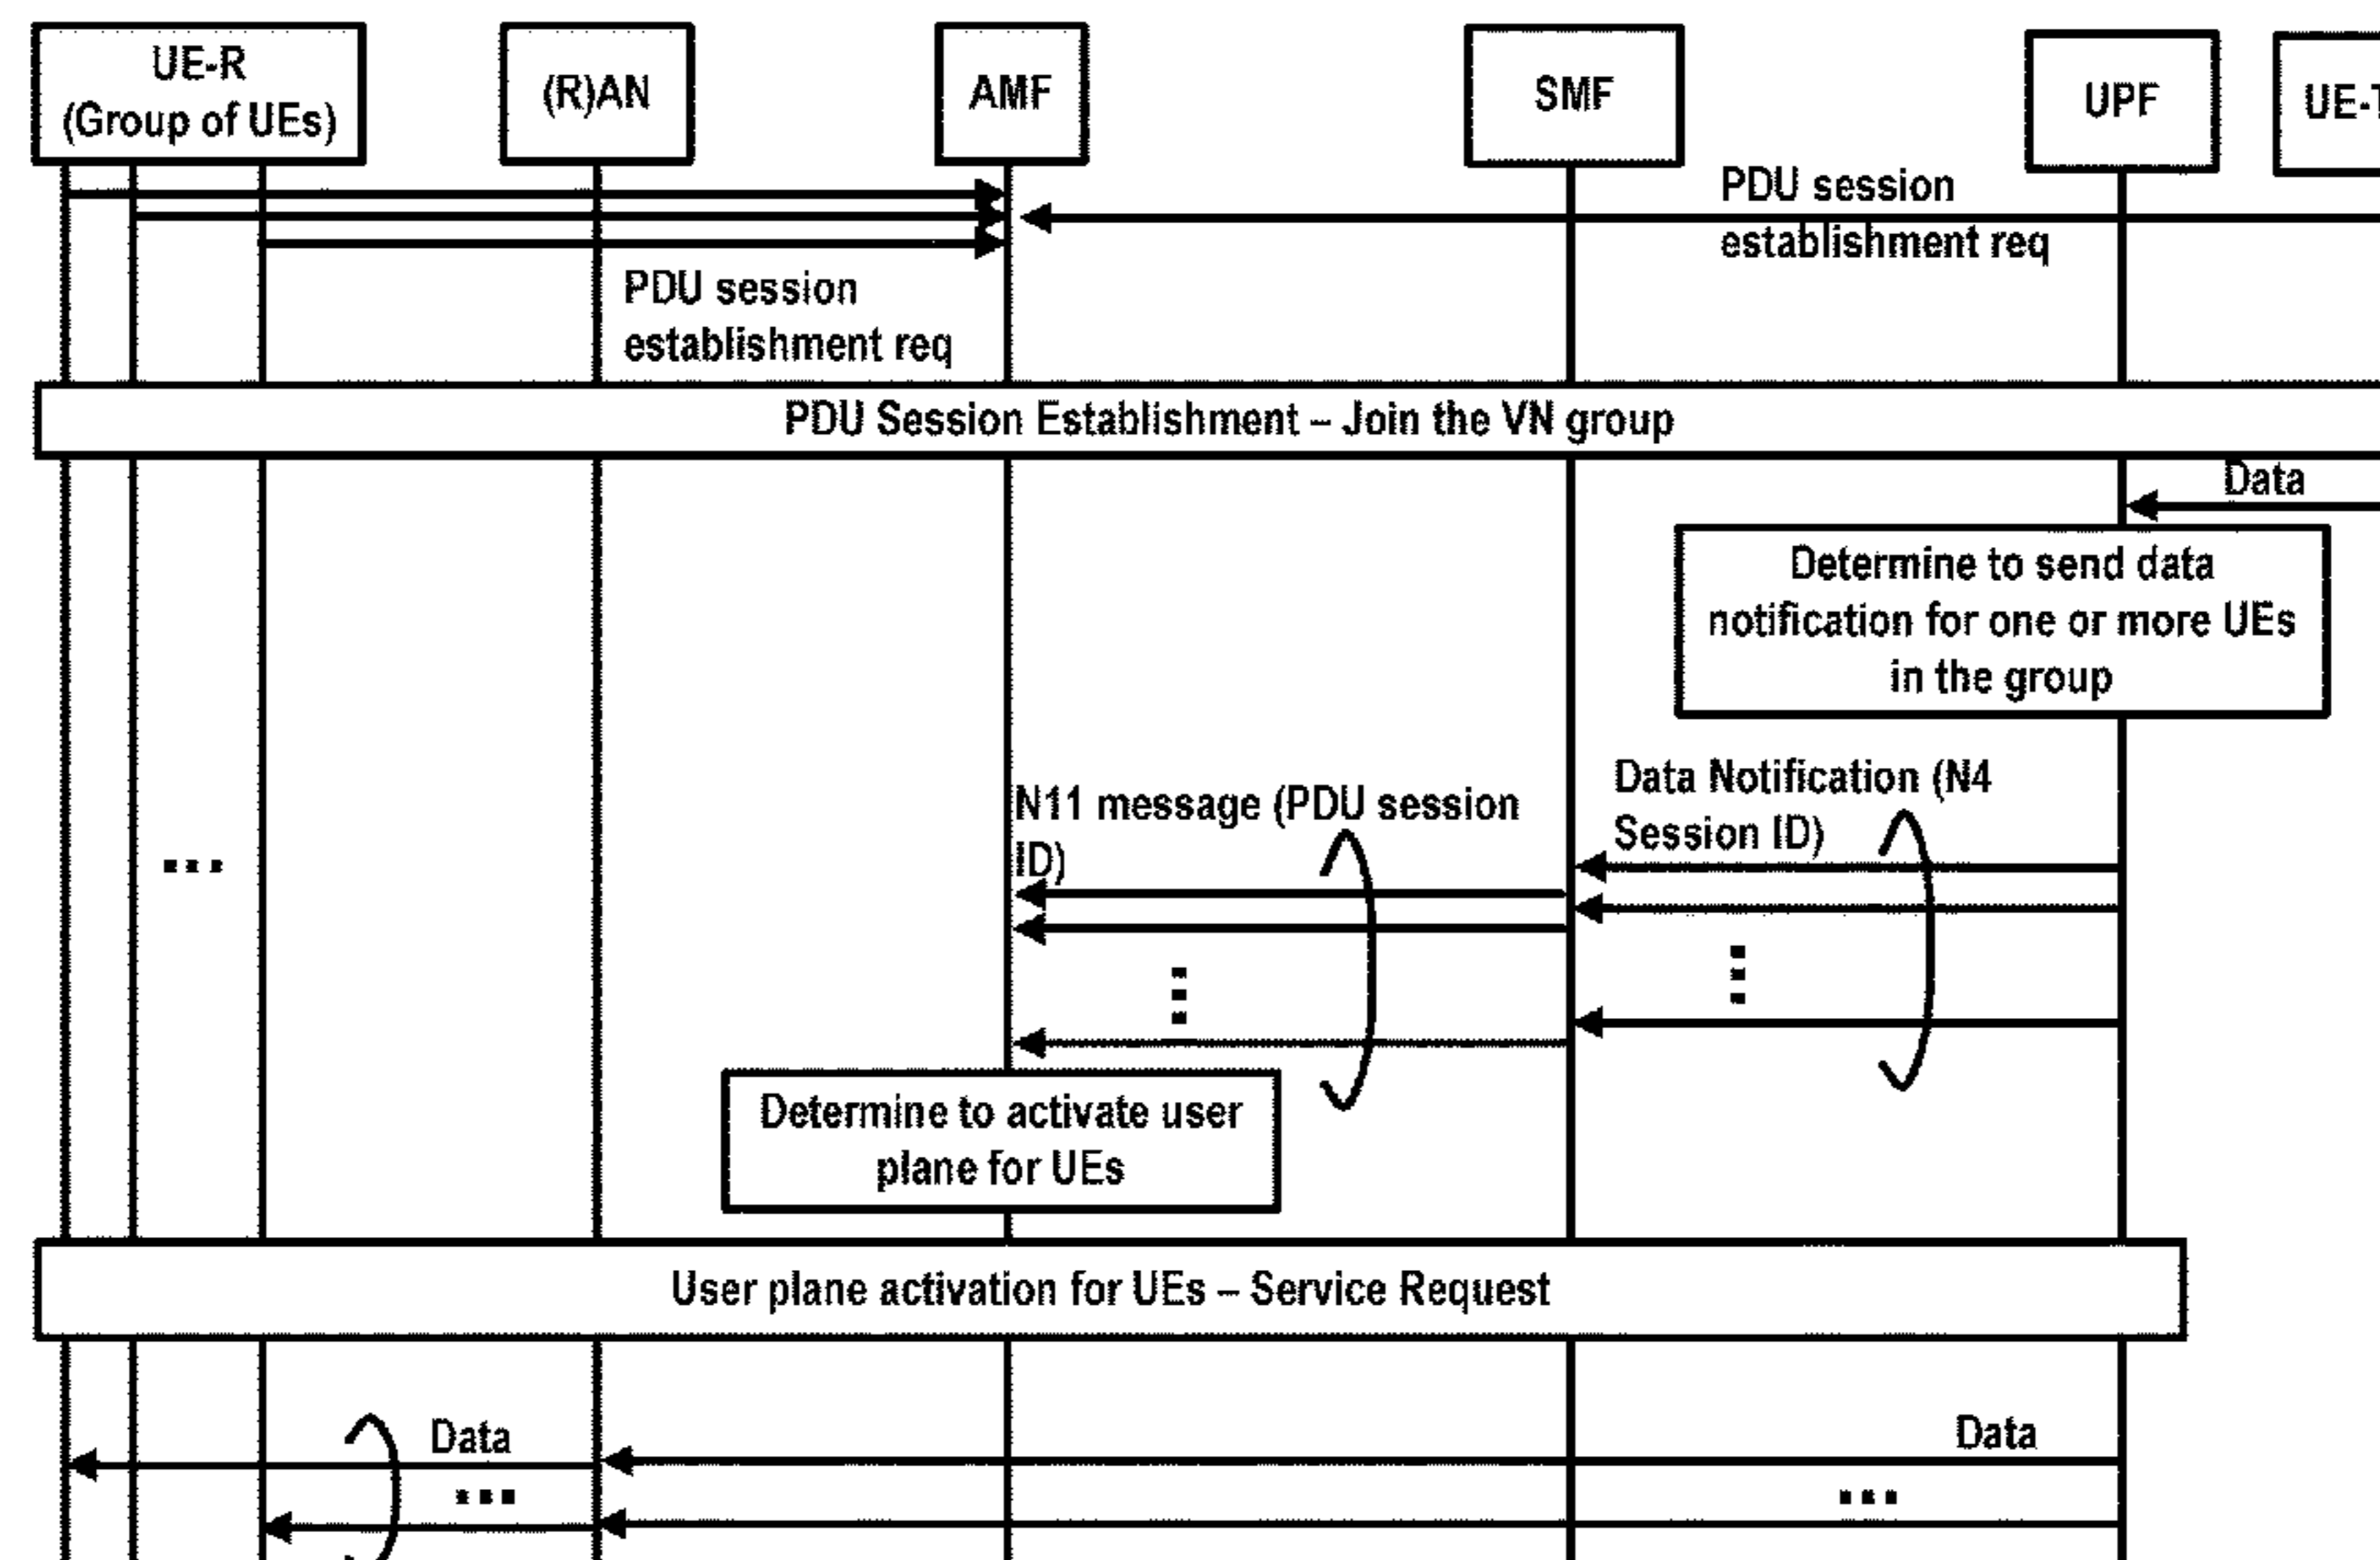 UE-R
(Group of UEs)
(R)AN
AMF
SMF
UPF
UE-T
PDU session
establishment req
PDU session
establishment req
PDU Session Establishment – Join the VN group
Data
Determine to send data
notification for one or more UEs
in the group
Data Notification (N4
Session ID)
N11 message (PDU session
ID)
...
Determine to activate user
plane for UEs
User plane activation for UEs – Service Request
Data
Data
...
...